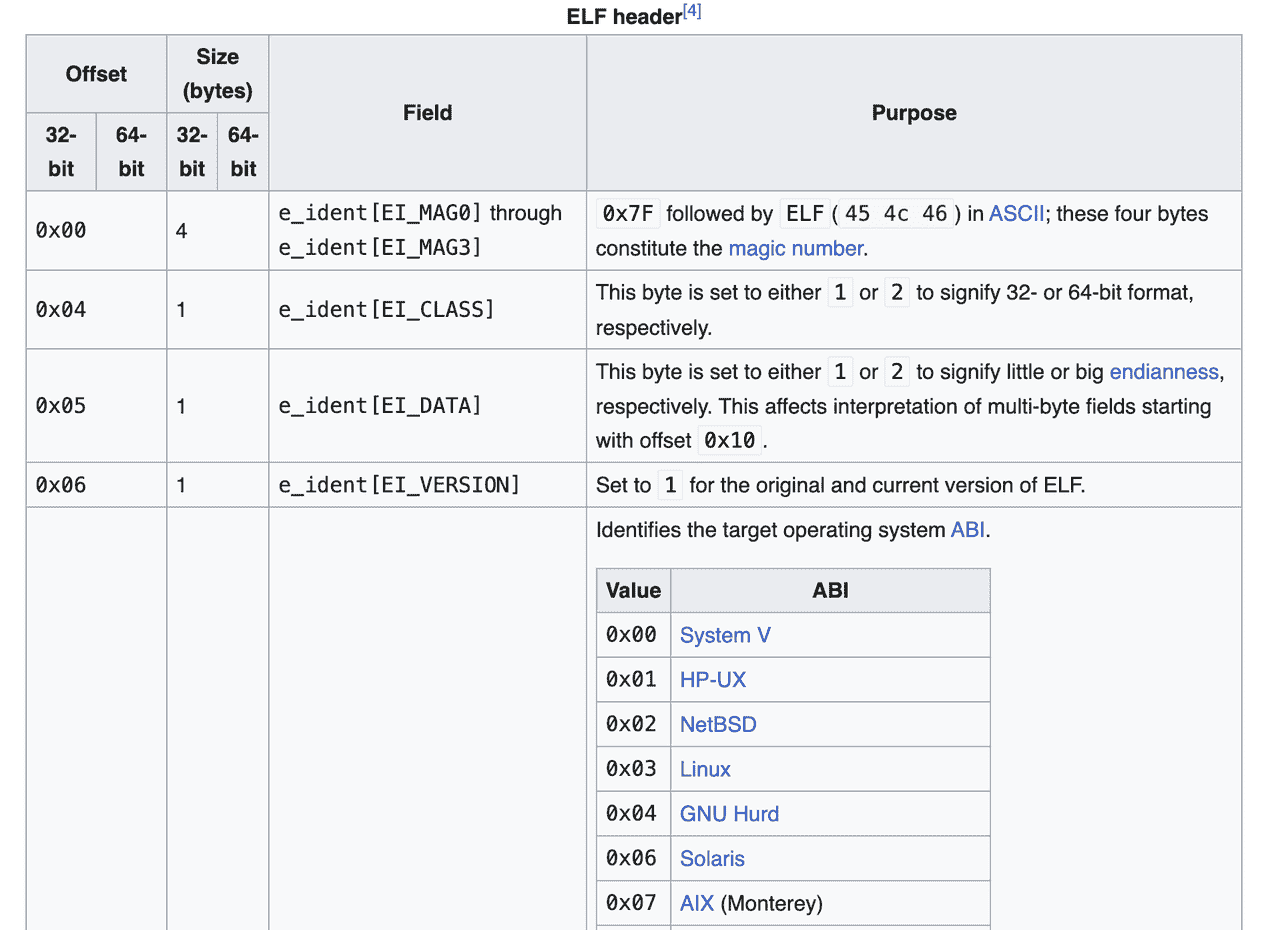 ELF header[4]
Offset
Size
(bytes)
Field
Purpose
32-
bit
64-
bit
32-
bit
64-
bit
0x00
4
e_ident[EI_MAG0] through
e_ident[EI_MAG3]
0x7F followed by ELF(45 4c 46) in ASCII; these four bytes
constitute the magic number.
0x04
1
e_ident[EI_CLASS]
This byte is set to either 1 or 2 to signify 32- or 64-bit format,
respectively.
0x05
1
e_ident[EI_DATA]
This byte is set to either 1 or 2 to signify little or big endianness,
respectively. This affects interpretation of multi-byte fields starting
with offset 0x10.
0x06
1
e_ident[EI_VERSION]
Set to 1 for the original and current version of ELF.
Identifies the target operating system ABI.
Value
ABI
0x00
System V
0x01
HP-UX
0x02
NetBSD
0x03
Linux
0x04
GNU Hurd
0x06
Solaris
0x07
AIX (Monterey)